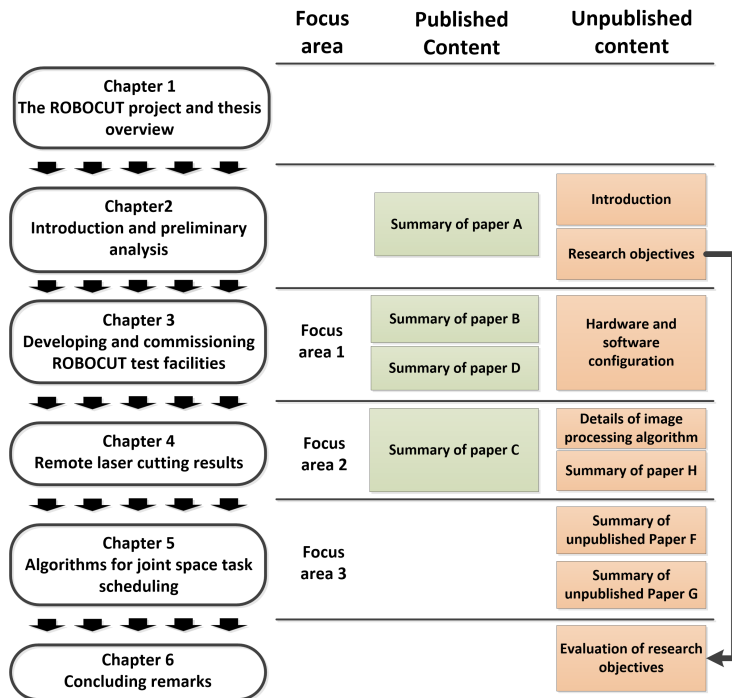 Focus
area
Published
Content
Unpublished
content
Chapter 1
The ROBOCUT project and thesis
overview
Chapter2
Introduction and preliminary
analysis
Summary of paper A
Introduction
Research objectives
Chapter 3
Developing and commissioning
ROBOCUT test facilities
Focus
area 1
Summary of paper B
Summary of paper D
Hardware and
software
configuration
Chapter 4
Remote laser cutting results
Focus
area 2
Summary of paper C
Details of image
processing algorithm
Summary of paper H
Chapter 5
Algorithms for joint space task
scheduling
Focus
area 3
Summary of
unpublished Paper F
Summary of
unpublished Paper G
Chapter 6
Concluding remarks
Evaluation of research
objectives